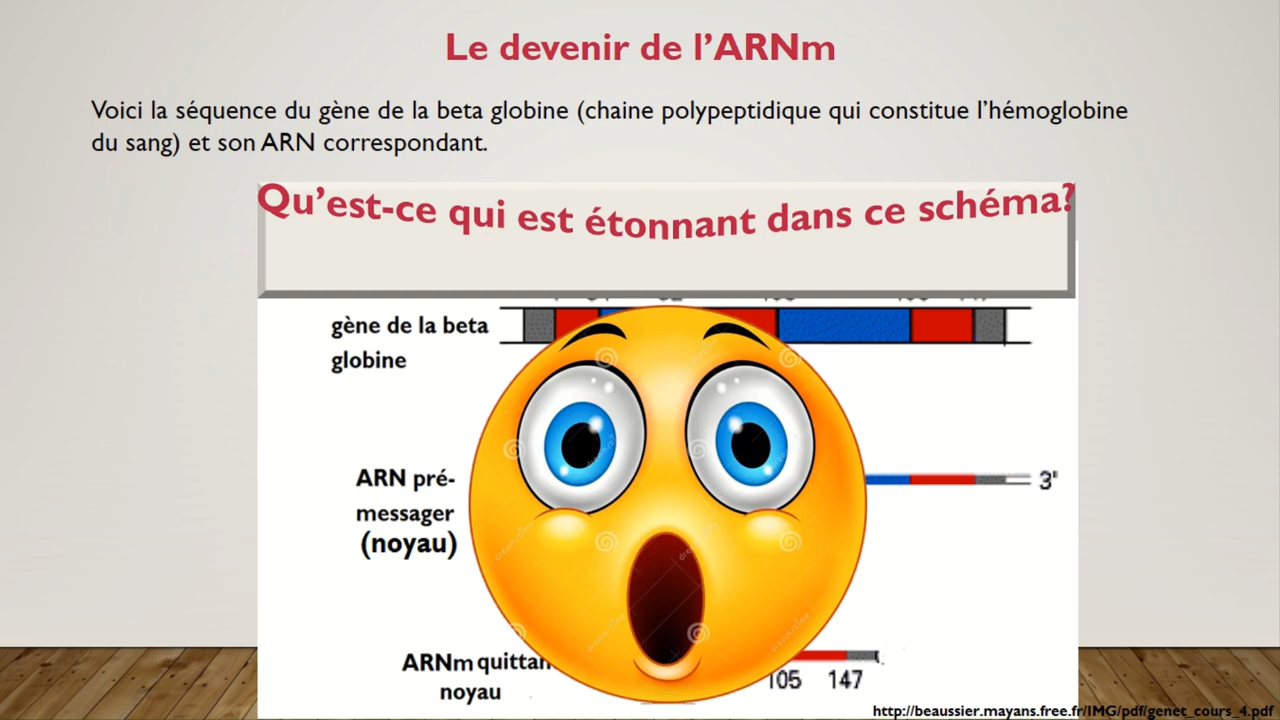 Le devenir de l'ARNm
Voici la séquence du gène de la beta globine (chaine polypeptidique qui constitue l'hémoglobine
du sang) et son ARN correspondant.
Qu'est-ce qui est étonnant dans ce schéma?
gène de la beta
globine
ARN pré-
messager
(noyau)
3'
ARNm quittan
noyau
105 147
http://beaussier.mayans.free.fr/IMG/pdf/genet_cours_4.pdf